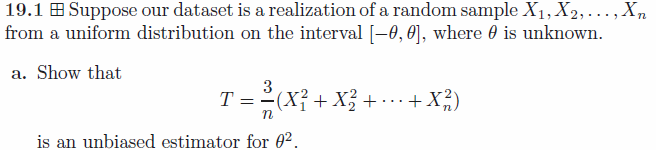 19.1 ⊞ Suppose our dataset is a realization of a random sample X₁, X₂, . . . , Xₙ
from a uniform distribution on the interval [−θ, θ], where θ is unknown.
a. Show that
T = 3/n (X₁² + X₂² + · · · + Xₙ²)
is an unbiased estimator for θ².